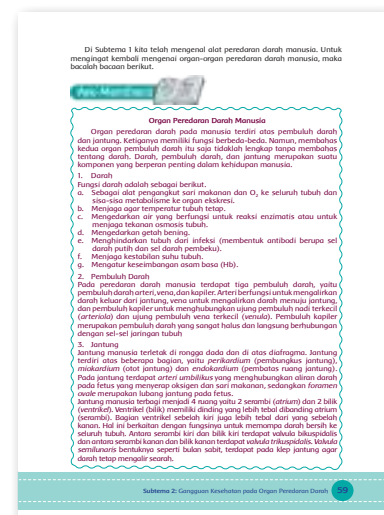 Di Subtema 1 kita telah mengenal alat peredaran darah manusia. Untuk
mengingat kembali mengenai organ-organ peredaran darah manusia, maka
bacalah bacaan berikut.
Ayo Membaca
Organ Peredaran Darah Manusia
Organ peredaran darah pada manusia terdiri atas pembuluh darah
dan jantung. Ketiganya memiliki fungsi berbeda-beda. Namun, membahas
kedua organ pembuluh darah itu saja tidaklah lengkap tanpa membahas
tentang darah. Darah, pembuluh darah, dan jantung merupakan suatu
komponen yang berperan penting dalam kehidupan manusia.
1. Darah
Fungsi darah adalah sebagai berikut.
a. Sebagai alat pengangkut sari makanan dan O₂ ke seluruh tubuh dan
sisa-sisa metabolisme ke organ ekskresi.
b. Menjaga agar temperatur tubuh tetap.
c. Mengedarkan air yang berfungsi untuk reaksi enzimatis atau untuk
menjaga tekanan osmosis tubuh.
d. Mengedarkan getah bening.
e. Menghindarkan tubuh dari infeksi (membentuk antibodi berupa sel
darah putih dan sel darah pembeku).
f. Menjaga kestabilan suhu tubuh.
g. Mengatur keseimbangan asam basa (Hb).
2. Pembuluh Darah
Pada peredaran darah manusia terdapat tiga pembuluh darah, yaitu
pembuluh darah arteri, vena, dan kapiler. Arteri berfungsi untuk mengalirkan
darah keluar dari jantung, vena untuk mengalirkan darah menuju jantung,
dan pembuluh kapiler untuk menghubungkan ujung pembuluh nadi terkecil
(arteriola) dan ujung pembuluh vena terkecil (venula). Pembuluh kapiler
merupakan pembuluh darah yang sangat halus dan langsung berhubungan
dengan sel-sel jaringan tubuh
3. Jantung
Jantung manusia terletak di rongga dada dan di atas diafragma. Jantung
terdiri atas beberapa bagian, yaitu perikardium (pembungkus jantung),
miokardium (otot jantung) dan endokardium (pembatas ruang jantung).
Pada jantung terdapat arteri umbilikus yang menghubungkan aliran darah
pada fetus yang menyerap oksigen dan sari makanan, sedangkan foramen
ovale merupakan lubang jantung pada fetus.
Jantung manusia terbagi menjadi 4 ruang yaitu 2 serambi (atrium) dan 2 bilik
(ventrikel). Ventrikel (bilik) memiliki dinding yang lebih tebal dibanding atrium
(serambi). Bagian ventrikel sebelah kiri juga lebih tebal dari yang sebelah
kanan. Hal ini berkaitan dengan fungsinya untuk memompa darah bersih ke
seluruh tubuh. Antara serambi kiri dan bilik kiri terdapat valvula bikuspidalis
dan antara serambi kanan dan bilik kanan terdapat valvula trikuspidalis. Valvula
semilunaris bentuknya seperti bulan sabit, terdapat pada klep jantung agar
darah tetap mengalir searah.
Subtema 2: Gangguan Kesehatan pada Organ Peredaran Darah 59